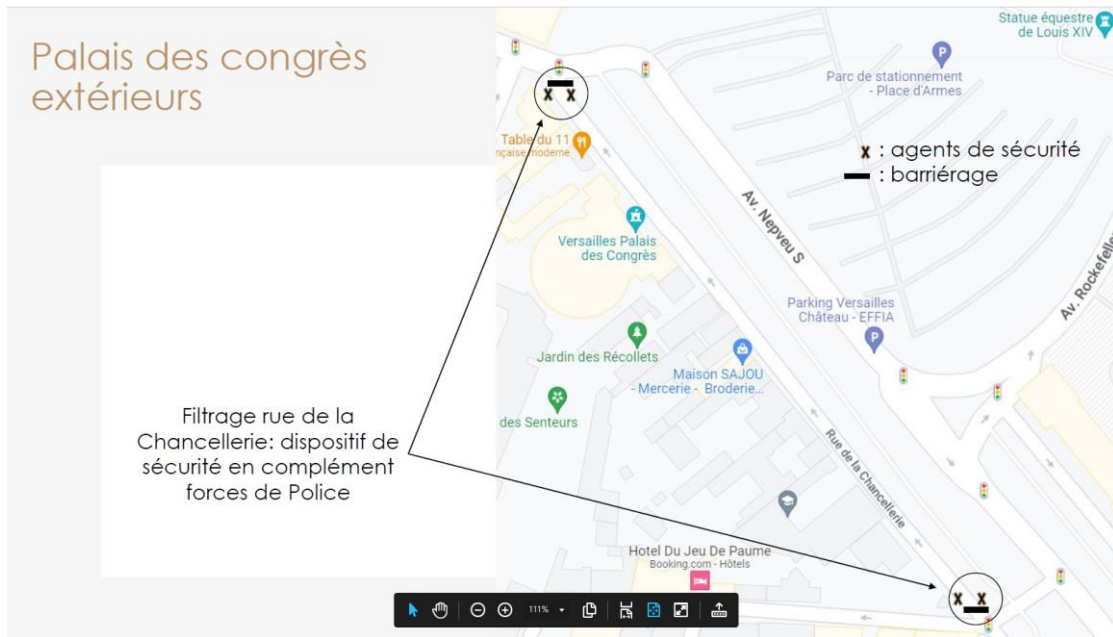 Palais des congrès
extérieurs
Statue équestre
de Louis XIV
P
Parc de stationnement
- Place d'Armes
Table du 11
nçaise moderne
x : agents de sécurité
: barriérage
Versailles Palais
des Congrès
Av. Nepveu S
Av. Rockefeller
Parking Versailles
Château - EFFIA
P
Jardin des Récollets
Maison SAJOU
- Mercerie - Broderie...
des Senteurs
Filtrage rue de la
Chancellerie: dispositif de
sécurité en complément
forces de Police
Rue de la Chancellerie
Hotel Du Jeu De Paume
Booking.com - Hôtels
x x
x x
111%